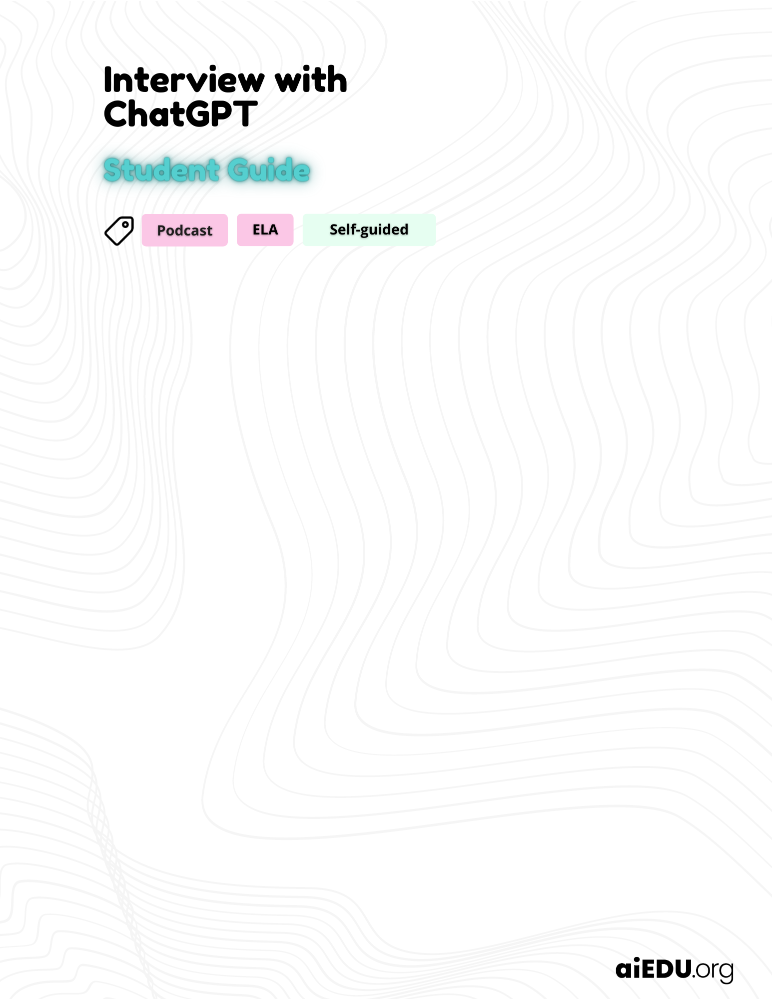 Interview with
ChatGPT
Student Guide
Podcast ELA Self-guided
aiEDU.org